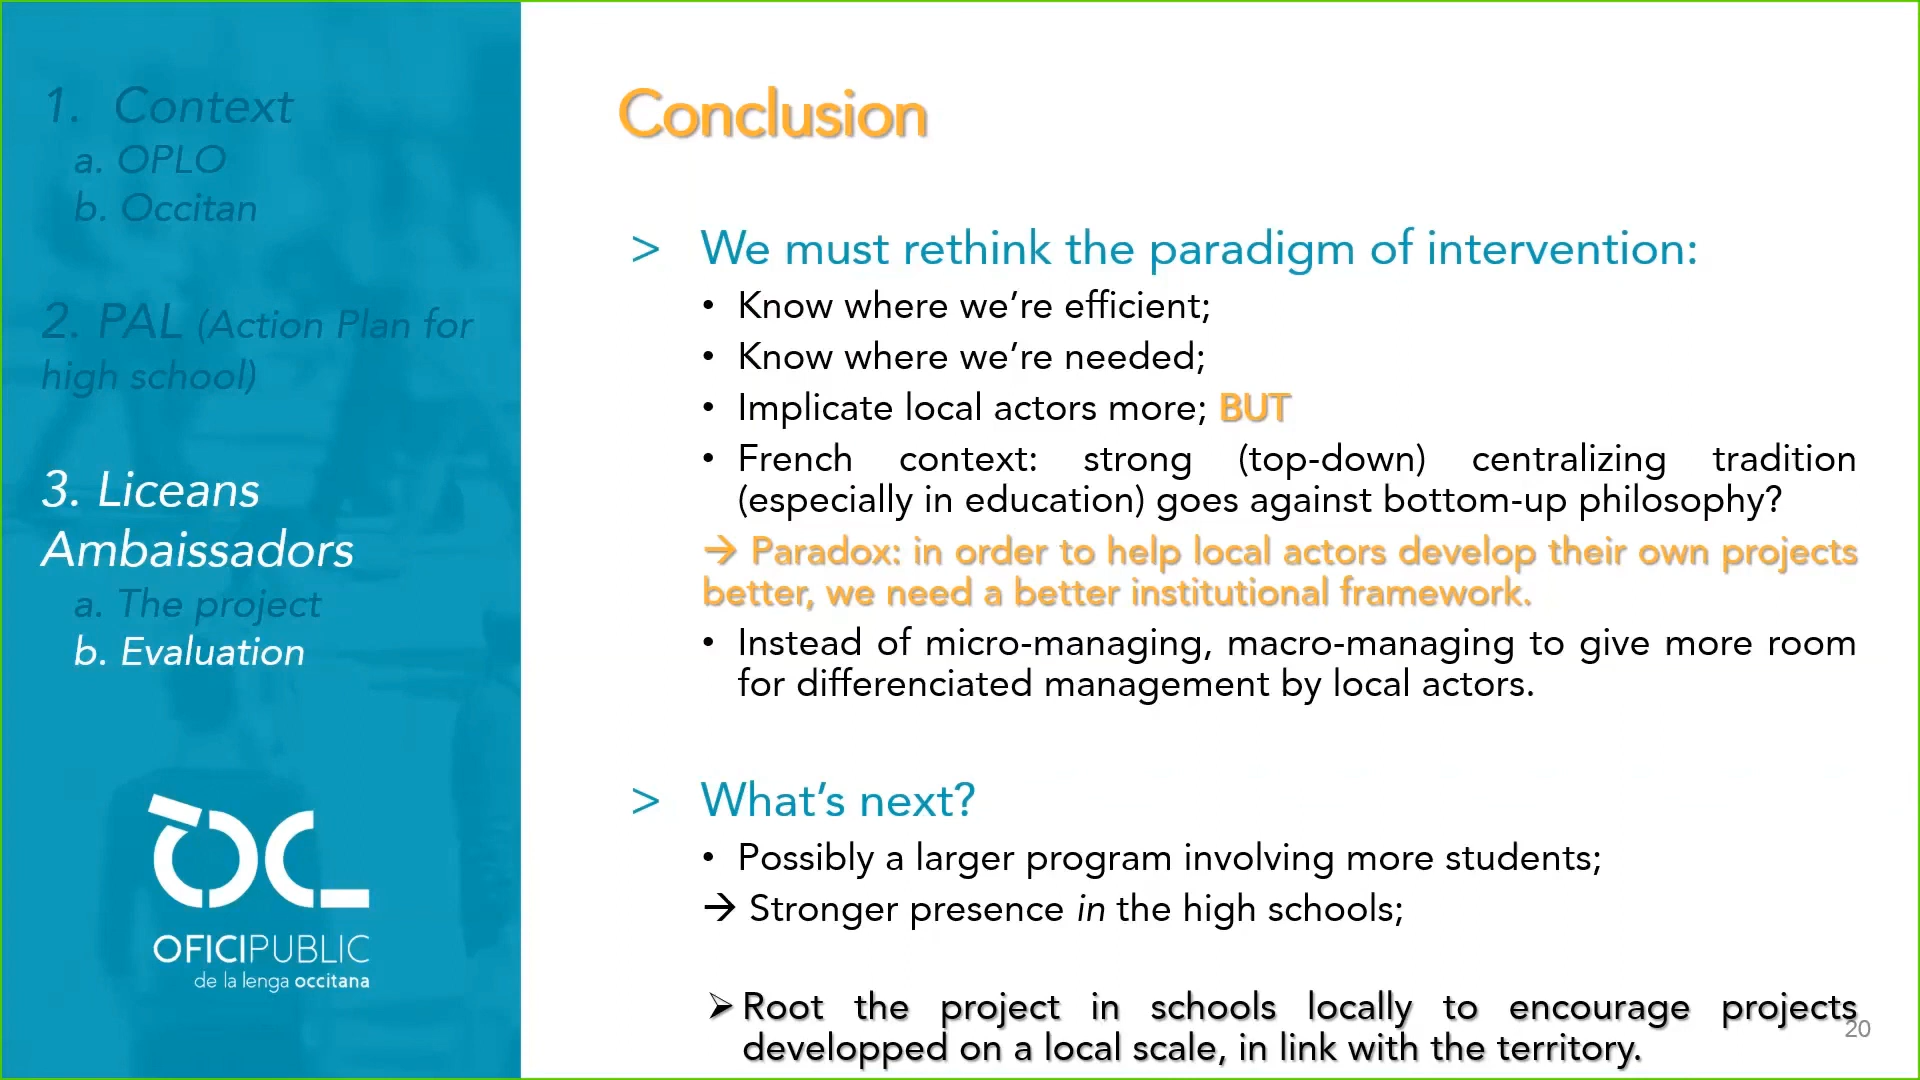 1. Context
a. OPLO
b. Occitan
2. PAL (Action Plan for
high school)
3. Liceans
Ambaissadors
a. The project
b. Evaluation
ÒC_
OFICIPUBLIC
de la lenga occitana
Conclusion
> We must rethink the paradigm of intervention:
• Know where we're efficient;
• Know where we're needed;
• Implicate local actors more; BUT
• French context: strong (top-down) centralizing tradition
(especially in education) goes against bottom-up philosophy?
→ Paradox: in order to help local actors develop their own projects
better, we need a better institutional framework.
• Instead of micro-managing, macro-managing to give more room
for differenciated management by local actors.
> What's next?
• Possibly a larger program involving more students;
→ Stronger presence in the high schools;
➢ Root the project in schools locally to encourage projects
developped on a local scale, in link with the territory.
20